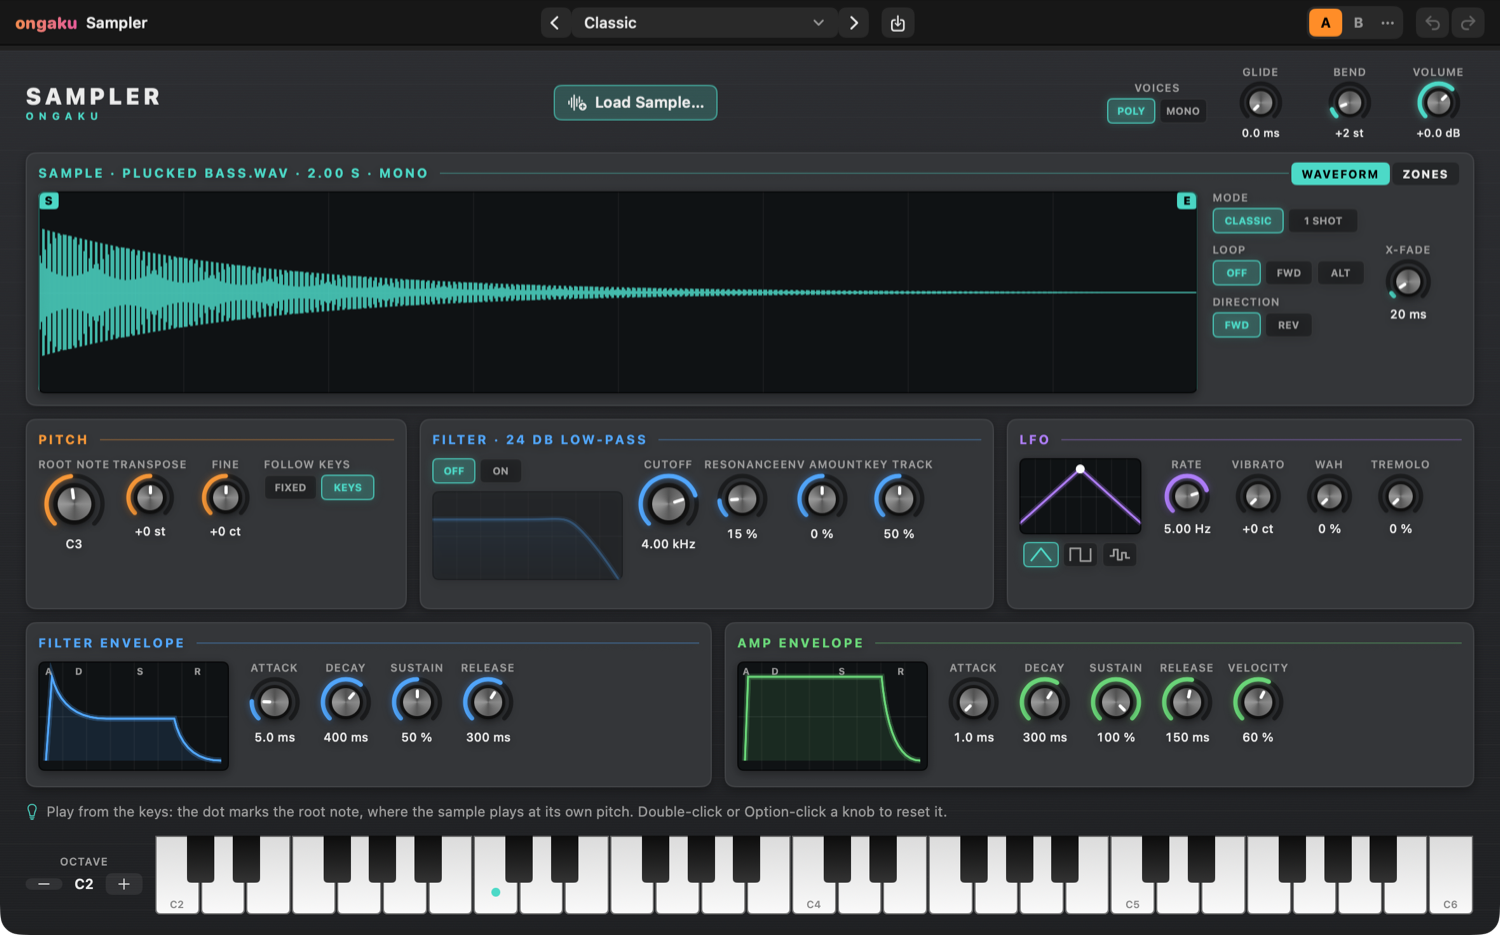 ongaku Sampler
Classic
A B ...
SAMPLER
ONGAKU
Load Sample...
VOICES
POLY MONO
GLIDE BEND VOLUME
0.0 ms +2 st +0.0 dB
SAMPLE · PLUCKED BASS.WAV · 2.00 S · MONO
WAVEFORM ZONES
S E
MODE
CLASSIC 1 SHOT
LOOP X-FADE
OFF FWD ALT
DIRECTION
FWD REV
20 ms
PITCH
ROOT NOTE TRANSPOSE FINE FOLLOW KEYS
FIXED KEYS
C3 +0 st +0 ct
FILTER · 24 DB LOW-PASS
OFF ON
CUTOFF RESONANCE ENV AMOUNT KEY TRACK
4.00 kHz 15 % 0 % 50 %
LFO
RATE VIBRATO WAH TREMOLO
5.00 Hz +0 ct 0 % 0 %
FILTER ENVELOPE
A D S R
ATTACK DECAY SUSTAIN RELEASE
5.0 ms 400 ms 50 % 300 ms
AMP ENVELOPE
A D S R
ATTACK DECAY SUSTAIN RELEASE VELOCITY
1.0 ms 300 ms 100 % 150 ms 60 %
Play from the keys: the dot marks the root note, where the sample plays at its own pitch. Double-click or Option-click a knob to reset it.
OCTAVE
− C2 +
C2 C4 C5 C6